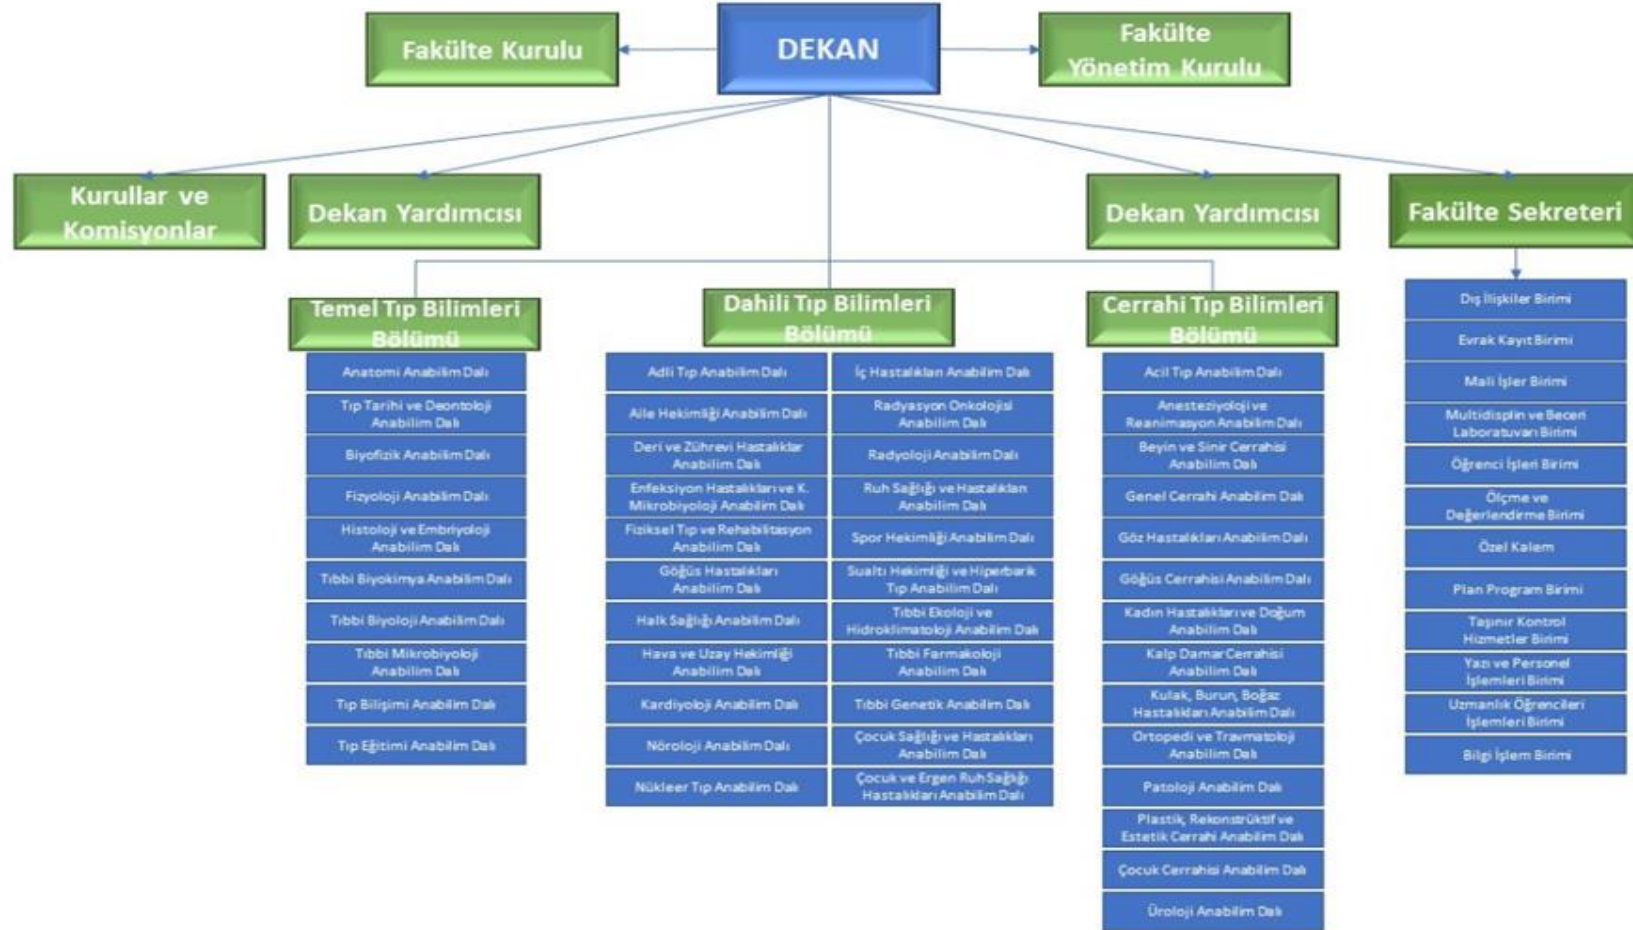 Fakülte Kurulu
DEKAN
Fakülte
Yönetim Kurulu
Kurullar ve
Komisyonlar
Dekan Yardımcısı
Dekan Yardımcısı
Fakülte Sekreteri
Temel Tıp Bilimleri
Bölümü
Anatomi Anabilim Dalı
Tıp Tarihi ve Deontoloji
Anabilim Dalı
Biyofizik Anabilim Dalı
Fizyoloji Anabilim Dalı
Histoloji ve Embriyoloji
Anabilim Dalı
Tıbbi Biyokimya Anabilim Dalı
Tıbbi Biyoloji Anabilim Dalı
Tıbbi Mikrobiyoloji
Anabilim Dalı
Tıp Bilişimi Anabilim Dalı
Tıp Eğitimi Anabilim Dalı
Dahili Tıp Bilimleri
Bölümü
Adli Tıp Anabilim Dalı
Aile Hekimliği Anabilim Dalı
Deri ve Zührevi Hastalıklar
Anabilim Dalı
Enfeksiyon Hastalıkları ve K.
Mikrobiyoloji Anabilim Dalı
Fiziksel Tıp ve Rehabilitasyon
Anabilim Dalı
Göğüs Hastalıkları
Anabilim Dalı
Halk Sağlığı Anabilim Dalı
Hava ve Uzay Hekimliği
Anabilim Dalı
Kardiyoloji Anabilim Dalı
Nöroloji Anabilim Dalı
Nükleer Tıp Anabilim Dalı
İç Hastalıkları Anabilim Dalı
Radyasyon Onkolojisi
Anabilim Dalı
Radyoloji Anabilim Dalı
Ruh Sağlığı ve Hastalıkları
Anabilim Dalı
Spor Hekimliği Anabilim Dalı
Sualtı Hekimliği ve Hiperbarik
Tıp Anabilim Dalı
Tıbbi Ekoloji ve
Hidroklimatoloji Anabilim Dalı
Tıbbi Farmakoloji
Anabilim Dalı
Tıbbi Genetik Anabilim Dalı
Çocuk Sağlığı ve Hastalıkları
Anabilim Dalı
Çocuk ve Ergen Ruh Sağlığı
Hastalıkları Anabilim Dalı
Cerrahi Tıp Bilimleri
Bölümü
Acil Tıp Anabilim Dalı
Anesteziyoloji ve
Reanimasyon Anabilim Dalı
Beyin ve Sinir Cerrahisi
Anabilim Dalı
Genel Cerrahi Anabilim Dalı
Göz Hastalıkları Anabilim Dalı
Göğüs Cerrahisi Anabilim Dalı
Kadın Hastalıkları ve Doğum
Anabilim Dalı
Kalp Damar Cerrahisi
Anabilim Dalı
Kulak, Burun, Boğaz
Hastalıkları Anabilim Dalı
Ortopedi ve Travmatoloji
Anabilim Dalı
Patoloji Anabilim Dalı
Plastik, Rekonstrüktif ve
Estetik Cerrahi Anabilim Dalı
Çocuk Cerrahisi Anabilim Dalı
Üroloji Anabilim Dalı
Dış İlişkiler Birimi
Evrak Kayıt Birimi
Mali İşler Birimi
Multidisplin ve Beceri
Laboratuvarı Birimi
Öğrenci İşleri Birimi
Ölçme ve
Değerlendirme Birimi
Özel Kalem
Plan Program Birimi
Taşınır Kontrol
Hizmetler Birimi
Yazı ve Personel
İşlemleri Birimi
Uzmanlık Öğrencileri
İşlemleri Birimi
Bilgi İşlem Birimi